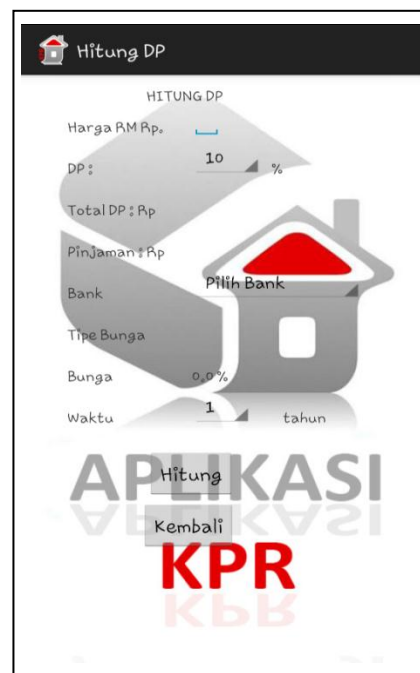 Hitung DP
HITUNG DP
Harga RM Rp.
DP : 10 %
Total DP : Rp
Pinjaman : Rp
Bank Pilih Bank
Tipe Bunga
Bunga 0,0%
Waktu 1 tahun
APLIKASI
Hitung
Kembali
KPR